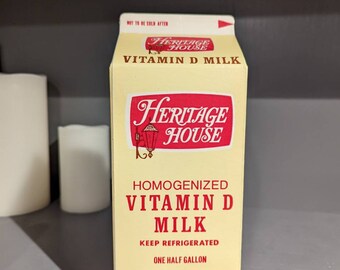 NOT TO BE SOLD AFTER
HERITAGE
HOUSE
VITAMIN D MILK
HERITAGE
HOUSE
HOMOGENIZED
VITAMIN D
MILK
KEEP REFRIGERATED
ONE HALF GALLON